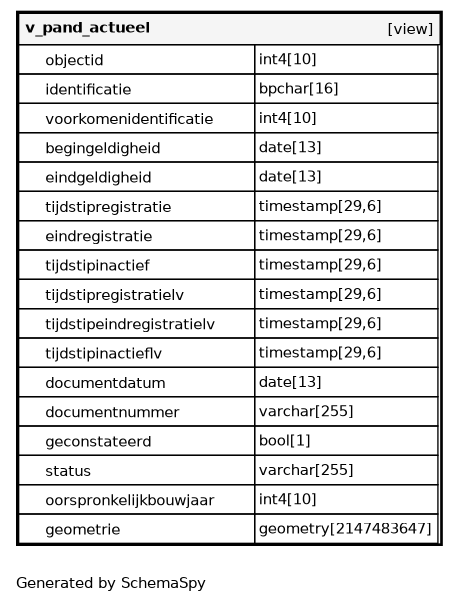 v_pand_actueel [view]
objectid int4[10]
identificatie bpchar[16]
voorkomenidentificatie int4[10]
begingeldigheid date[13]
eindgeldigheid date[13]
tijdstipregistratie timestamp[29,6]
eindregistratie timestamp[29,6]
tijdstipinactief timestamp[29,6]
tijdstipregistratielv timestamp[29,6]
tijdstipeindregistratielv timestamp[29,6]
tijdstipinactieflv timestamp[29,6]
documentdatum date[13]
documentnummer varchar[255]
geconstateerd bool[1]
status varchar[255]
oorspronkelijkbouwjaar int4[10]
geometrie geometry[2147483647]
Generated by SchemaSpy